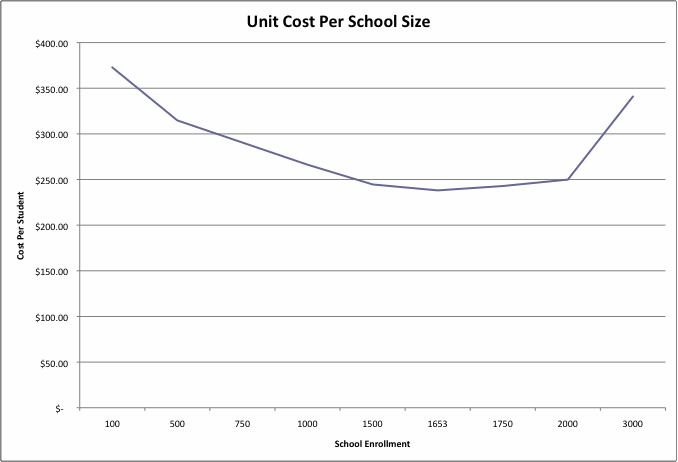 Unit Cost Per School Size
$400.00
$350.00
$300.00
$250.00
$200.00
$150.00
$100.00
$50.00
$-
Cost Per Student
100 500 750 1000 1500 1653 1750 2000 3000
School Enrollment